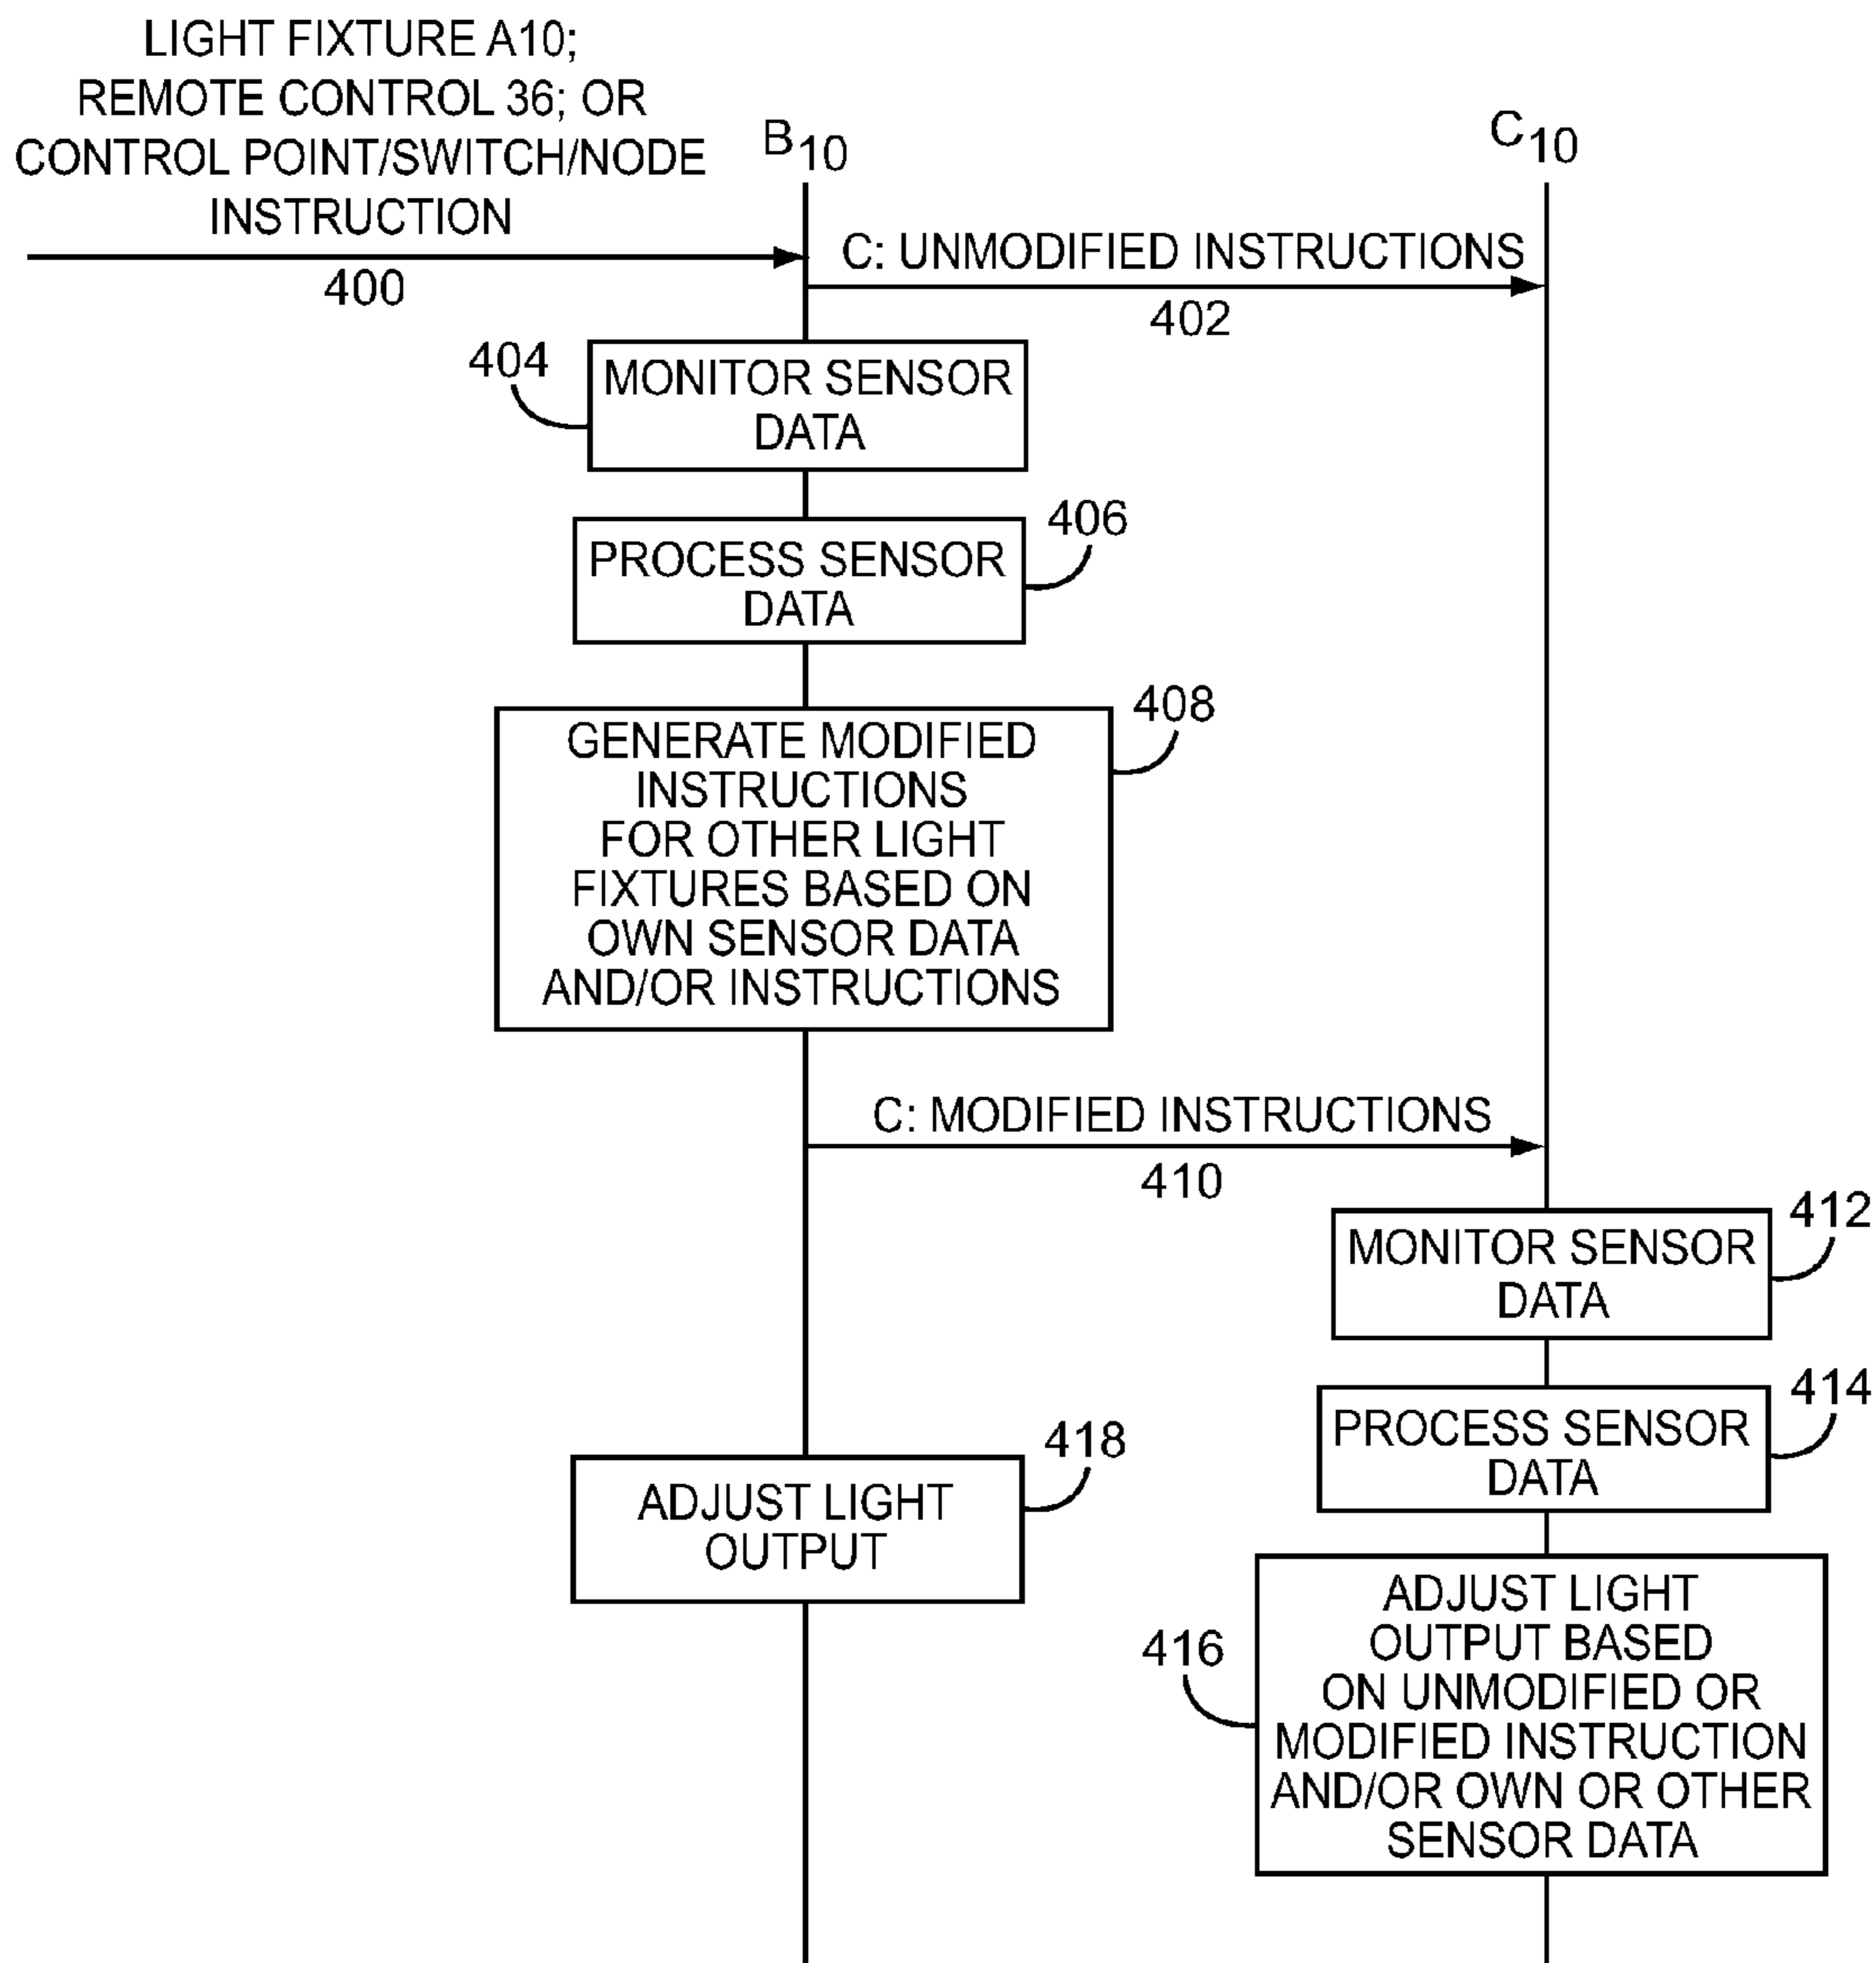 LIGHT FIXTURE A10;
REMOTE CONTROL 36; OR
CONTROL POINT/SWITCH/NODE
INSTRUCTION
400
B10
C10
C: UNMODIFIED INSTRUCTIONS
402
404
MONITOR SENSOR
DATA
406
PROCESS SENSOR
DATA
408
GENERATE MODIFIED
INSTRUCTIONS
FOR OTHER LIGHT
FIXTURES BASED ON
OWN SENSOR DATA
AND/OR INSTRUCTIONS
C: MODIFIED INSTRUCTIONS
410
412
MONITOR SENSOR
DATA
414
PROCESS SENSOR
DATA
418
ADJUST LIGHT
OUTPUT
416
ADJUST LIGHT
OUTPUT BASED
ON UNMODIFIED OR
MODIFIED INSTRUCTION
AND/OR OWN OR OTHER
SENSOR DATA